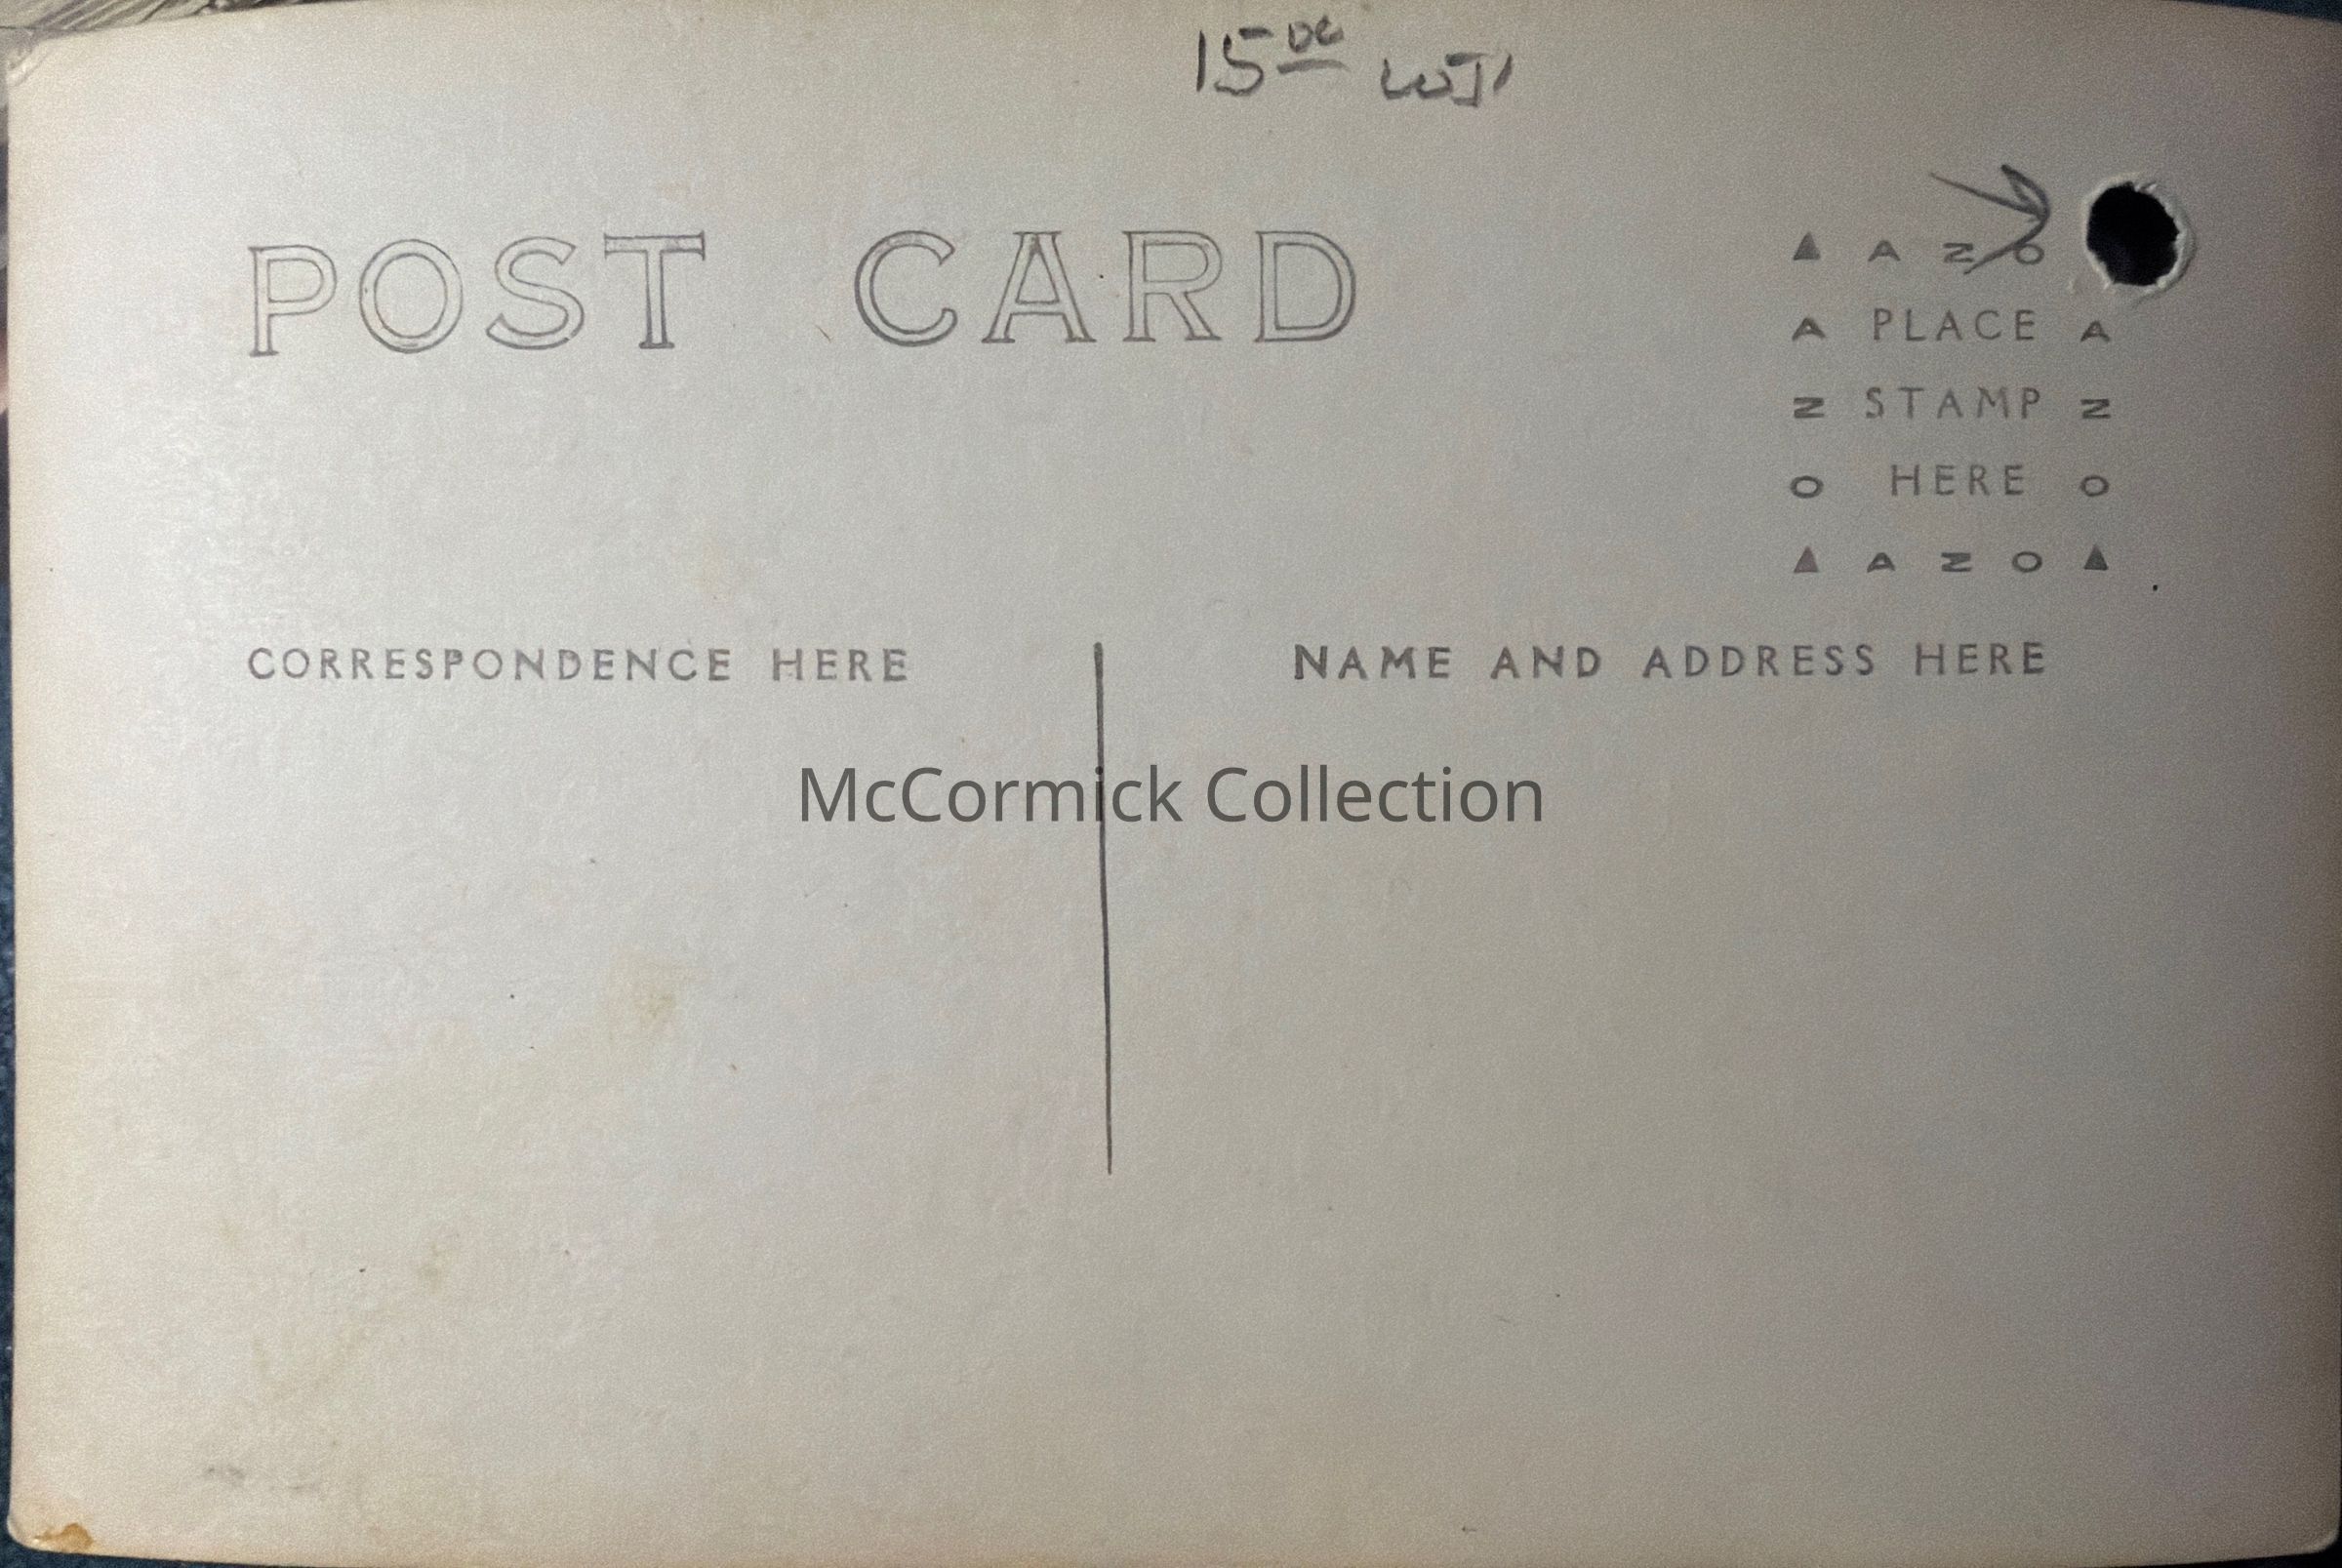 15
POST CARD
▲ A Z O
A PLACE A
Z STAMP Z
O HERE O
▲ A Z O ▲
CORRESPONDENCE HERE
NAME AND ADDRESS HERE
McCormick Collection